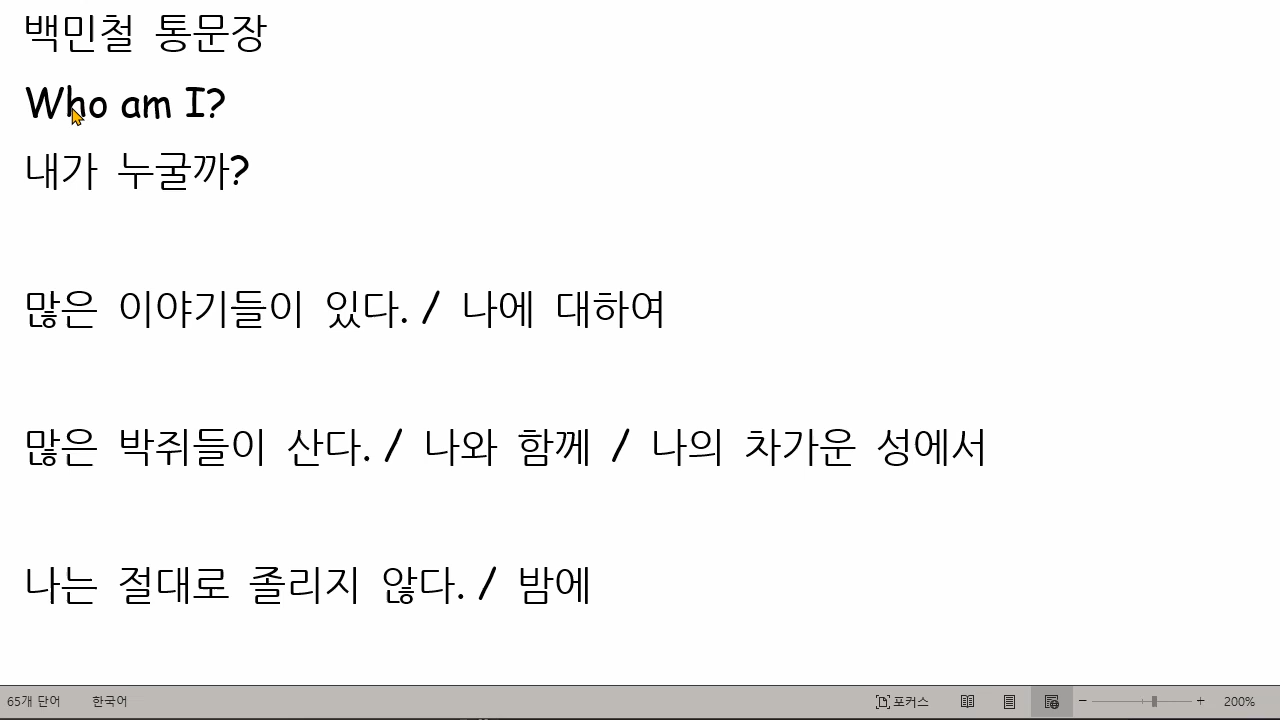 백민철 통문장
Who am I?
내가 누굴까?
많은 이야기들이 있다. / 나에 대하여
많은 박쥐들이 산다. / 나와 함께 / 나의 차가운 성에서
나는 절대로 졸리지 않다. / 밤에
65개 단어 한국어 포커스 200%